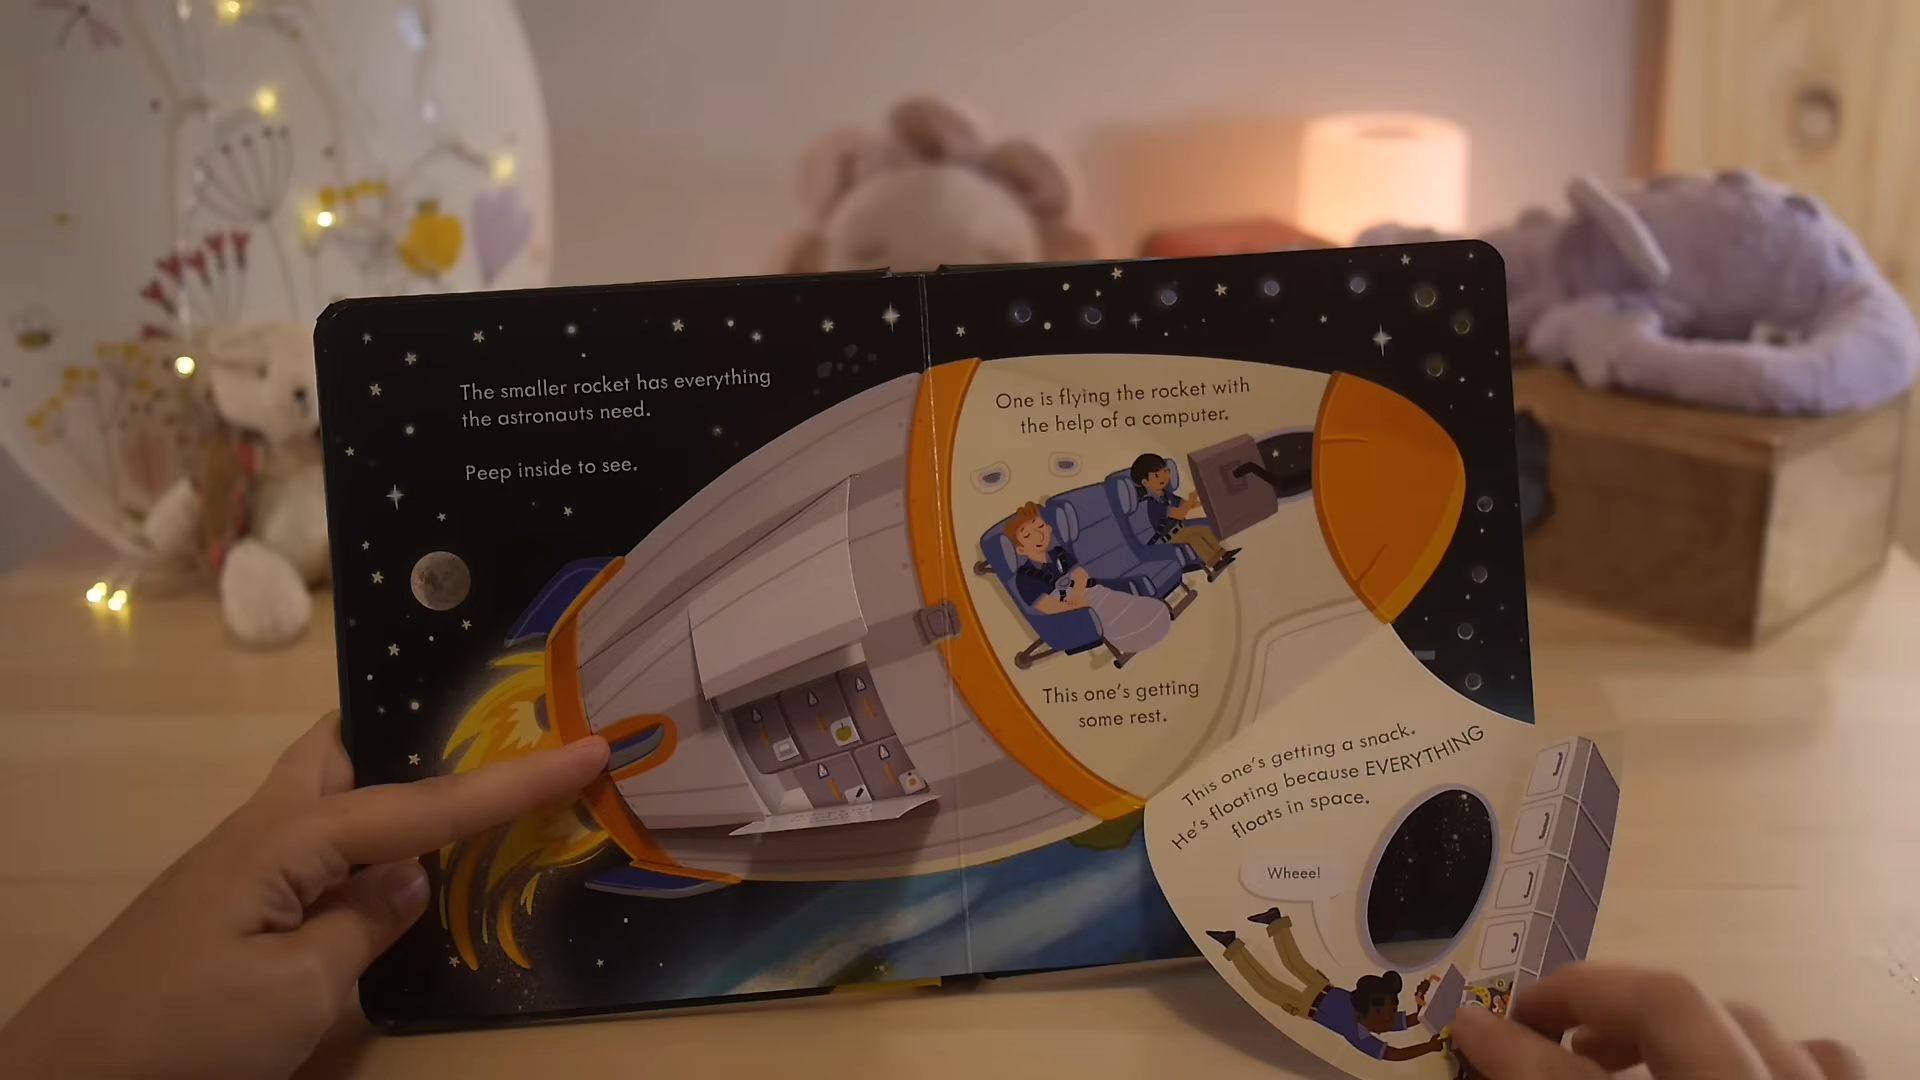 The smaller rocket has everything
the astronauts need.
Peep inside to see.
One is flying the rocket with
the help of a computer.
This one's getting
some rest.
This one's getting a snack.
He's floating because EVERYTHING
floats in space.
Wheee!